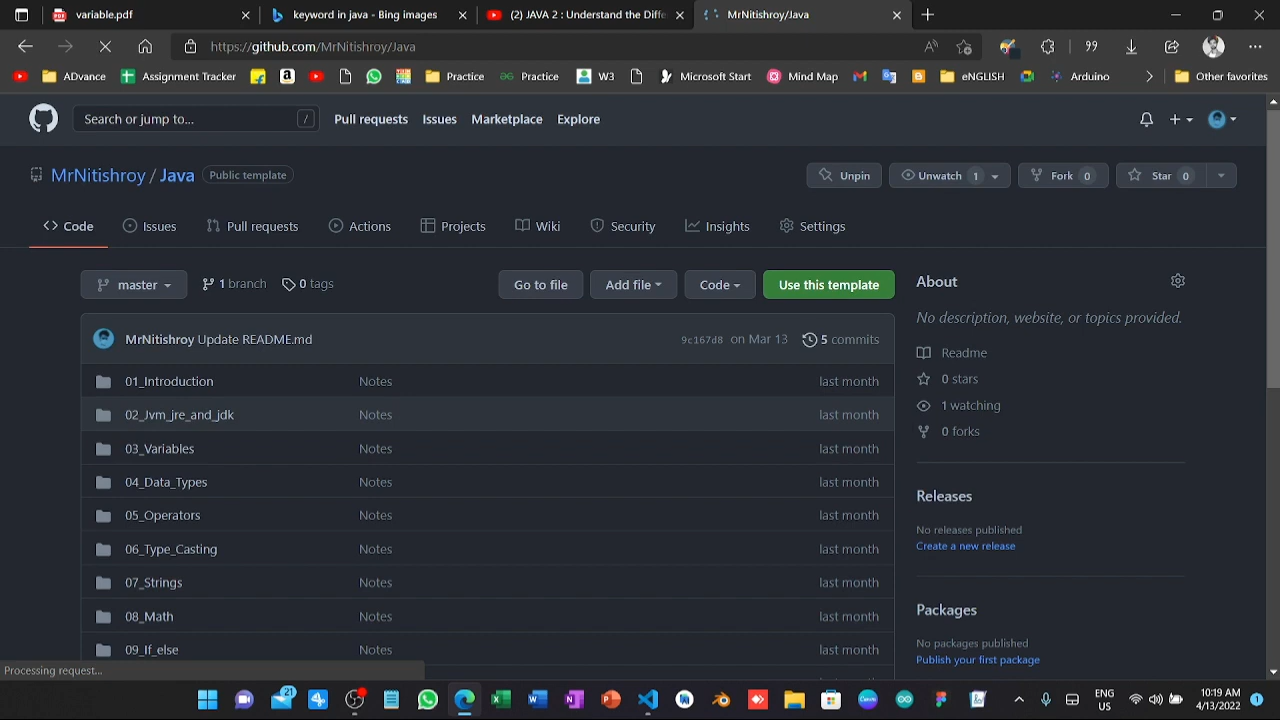 variable.pdf
keyword in java - Bing images
(2) JAVA 2 : Understand the Diffe
MrNitishroy/Java
https://github.com/MrNitishroy/Java
ADvance
Assignment Tracker
Practice
Practice
W3
Microsoft Start
Mind Map
eNGLISH
Arduino
Other favorites
Search or jump to...
/
Pull requests
Issues
Marketplace
Explore
MrNitishroy / Java
Public template
Unpin
Unwatch 1
Fork 0
Star 0
Code
Issues
Pull requests
Actions
Projects
Wiki
Security
Insights
Settings
master
1 branch
0 tags
Go to file
Add file
Code
Use this template
About
No description, website, or topics provided.
MrNitishroy Update README.md
9c167d8 on Mar 13
5 commits
Readme
0 stars
1 watching
0 forks
01_Introduction Notes last month
02_Jvm_jre_and_jdk Notes last month
03_Variables Notes last month
04_Data_Types Notes last month
05_Operators Notes last month
06_Type_Casting Notes last month
07_Strings Notes last month
08_Math Notes last month
09_If_else Notes last month
Releases
No releases published
Create a new release
Packages
No packages published
Publish your first package
Processing request...
21
ENG
US
10:19 AM
4/13/2022
1